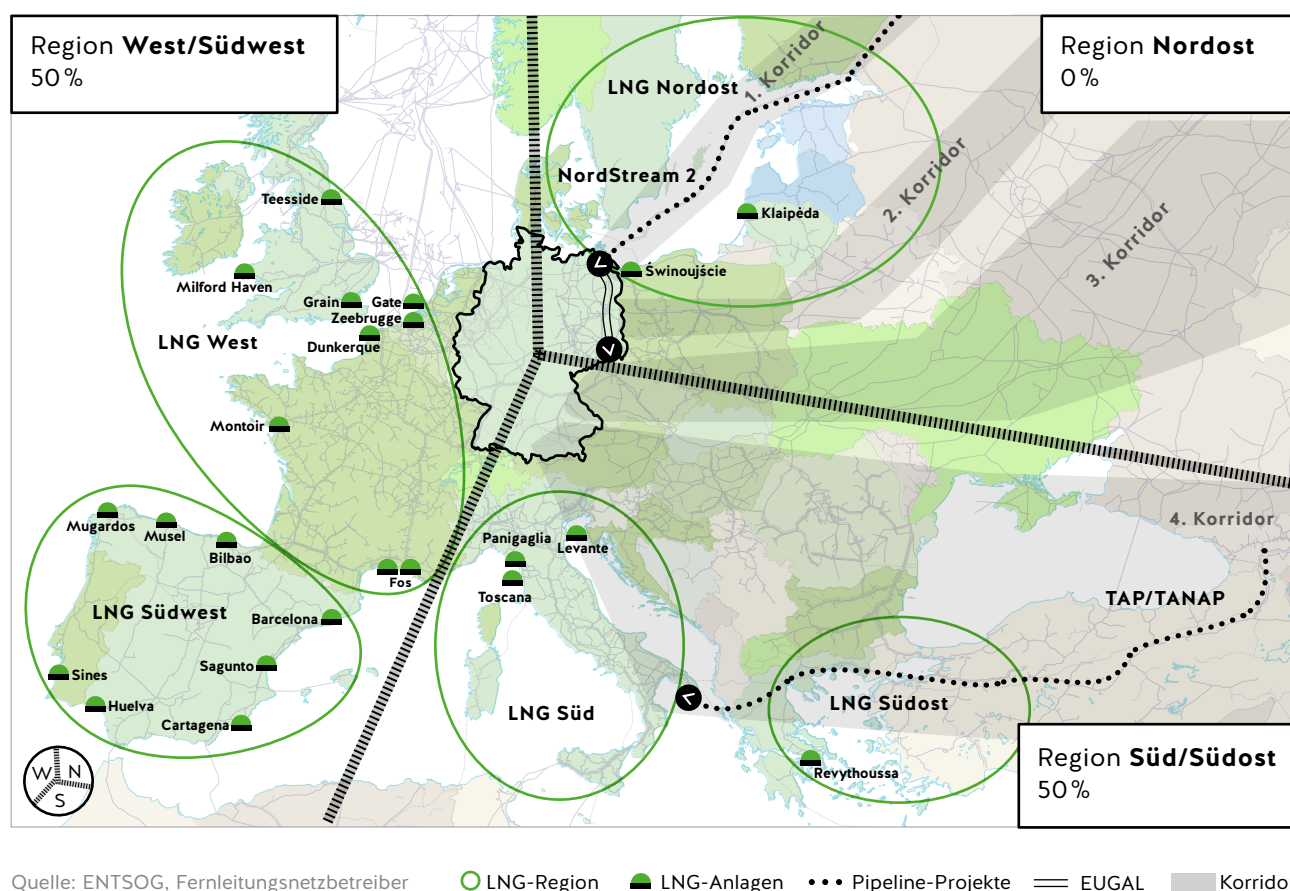 Region West/Südwest
50 %
Region Nordost
0 %
LNG Nordost
1. Korridor
NordStream 2
2. Korridor
3. Korridor
Teesside
Klaipėda
Świnoujście
Milford Haven
Grain
Gate
Zeebrugge
LNG West
Dunkerque
Montoir
4. Korridor
Mugardos
Musel
Bilbao
Panigaglia
Levante
Fos
Toscana
TAP/TANAP
LNG Südwest
Barcelona
Sagunto
Sines
Huelva
Cartagena
LNG Süd
LNG Südost
Revythoussa
Region Süd/Südost
50 %
W N
S
Quelle: ENTSOG, Fernleitungsnetzbetreiber
LNG-Region
LNG-Anlagen
Pipeline-Projekte
EUGAL
Korrido